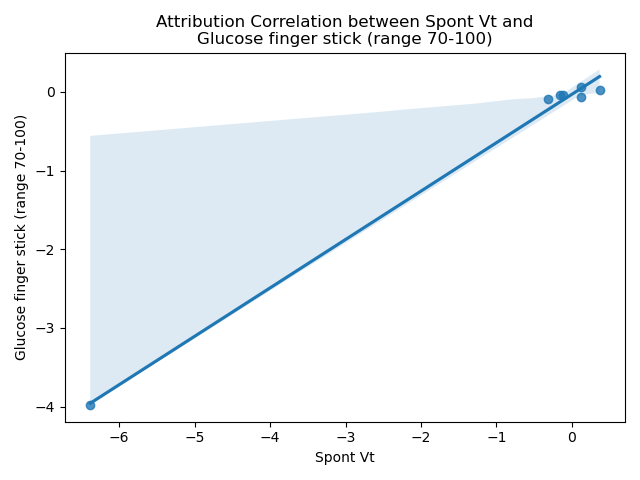 Attribution Correlation between Spont Vt and
Glucose finger stick (range 70-100)
Glucose finger stick (range 70-100)
0
−1
−2
−3
−4
−6 −5 −4 −3 −2 −1 0
Spont Vt